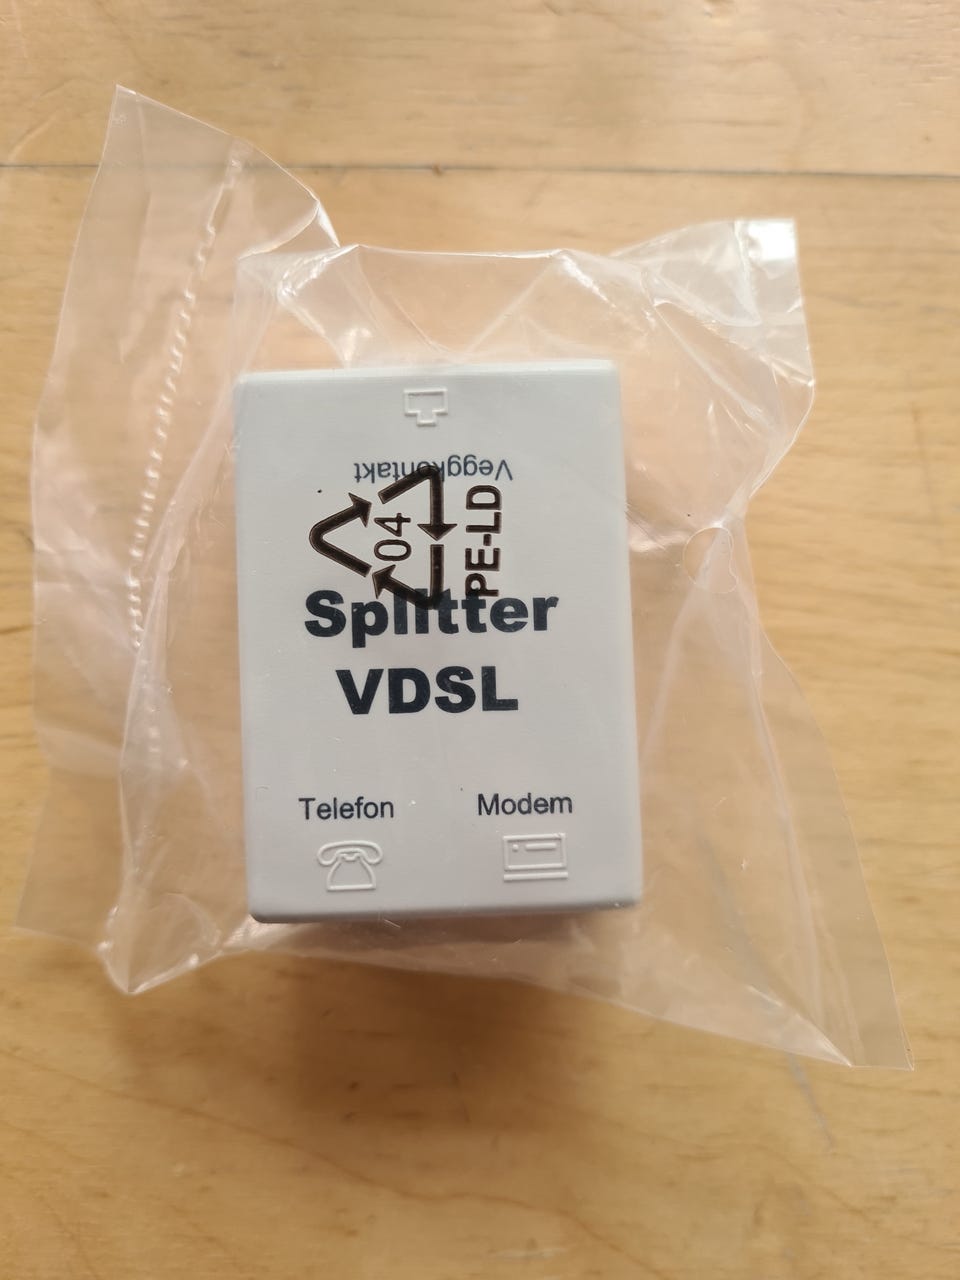 Veggkontakt
04
PE-LD
Splitter
VDSL
Telefon
Modem